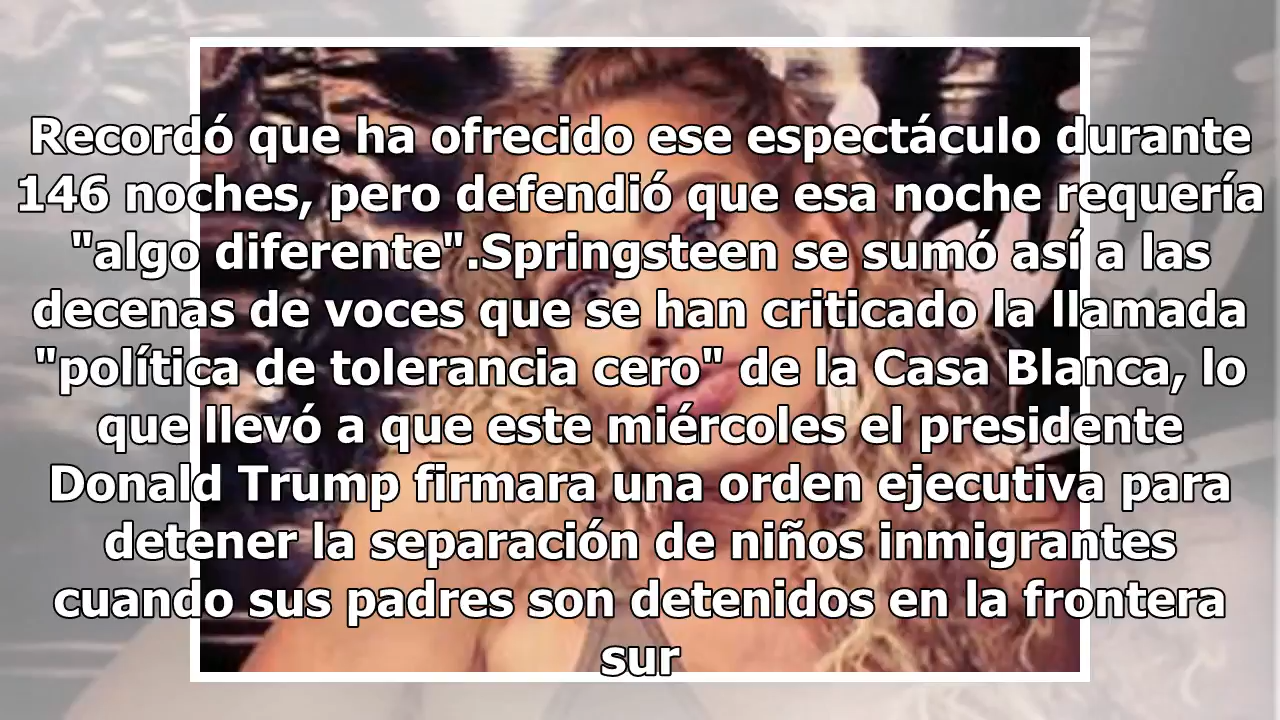 Recordó que ha ofrecido ese espectáculo durante
146 noches, pero defendió que esa noche requería
"algo diferente".Springsteen se sumó así a las
decenas de voces que se han criticado la llamada
"política de tolerancia cero" de la Casa Blanca, lo
que llevó a que este miércoles el presidente
Donald Trump firmara una orden ejecutiva para
detener la separación de niños inmigrantes
cuando sus padres son detenidos en la frontera
sur